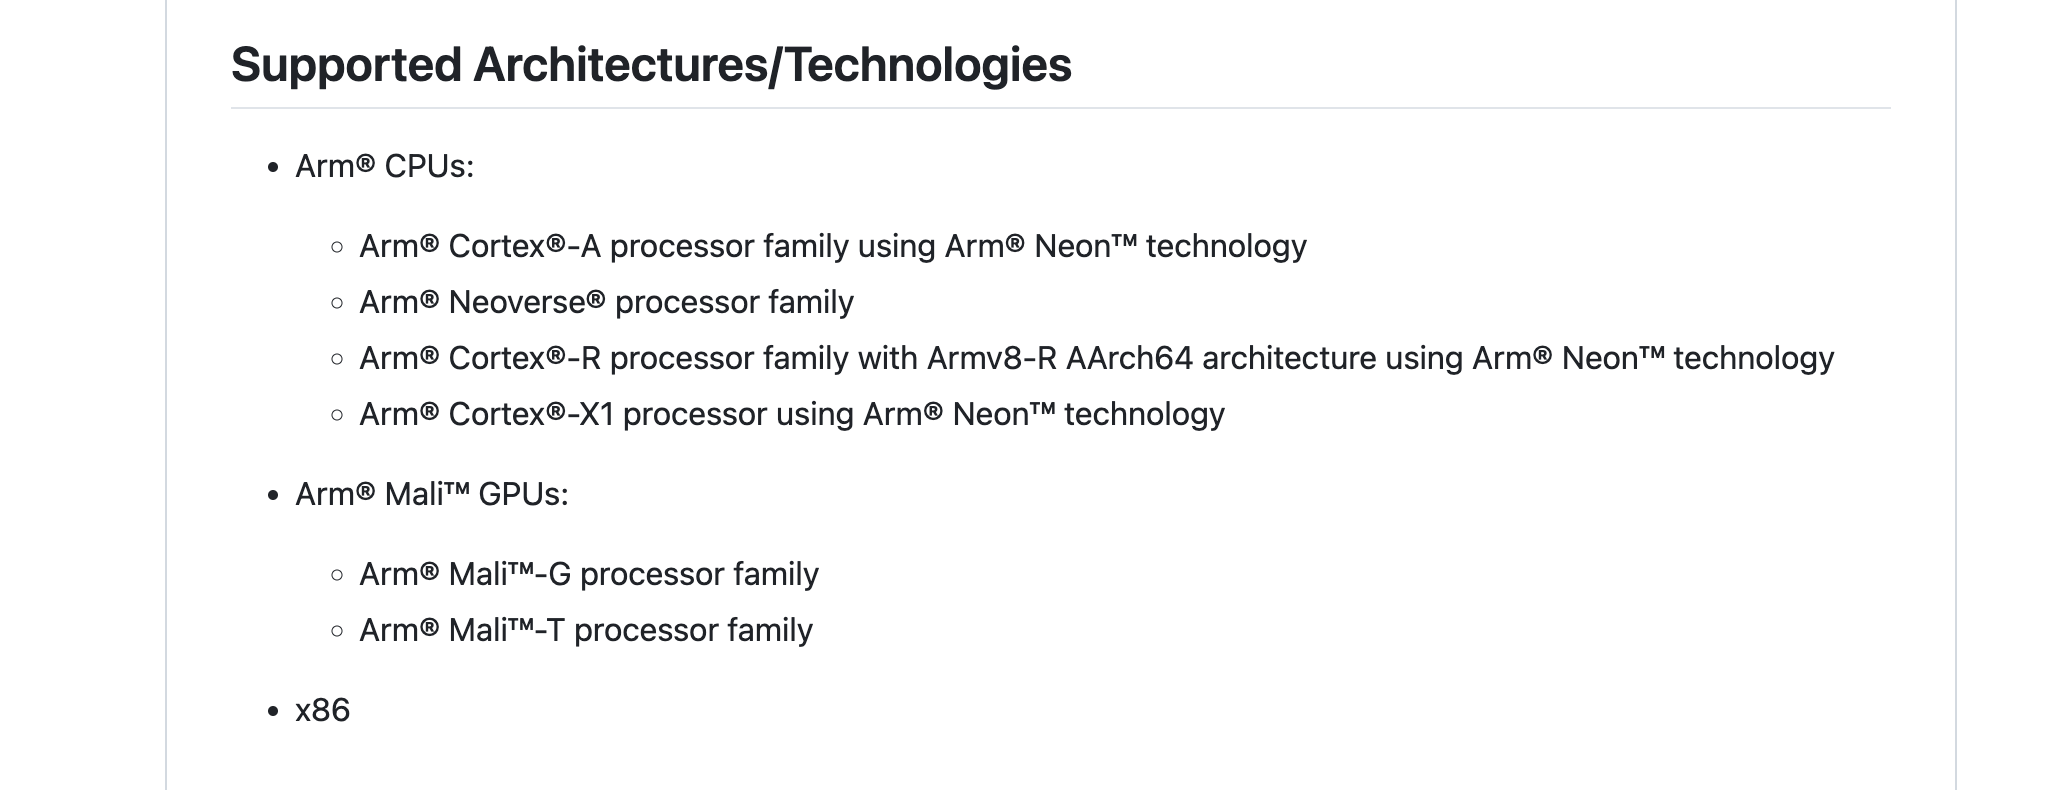 Supported Architectures/Technologies
• Arm® CPUs:
◦ Arm® Cortex®-A processor family using Arm® Neon™ technology
◦ Arm® Neoverse® processor family
◦ Arm® Cortex®-R processor family with Armv8-R AArch64 architecture using Arm® Neon™ technology
◦ Arm® Cortex®-X1 processor using Arm® Neon™ technology
• Arm® Mali™ GPUs:
◦ Arm® Mali™-G processor family
◦ Arm® Mali™-T processor family
• x86